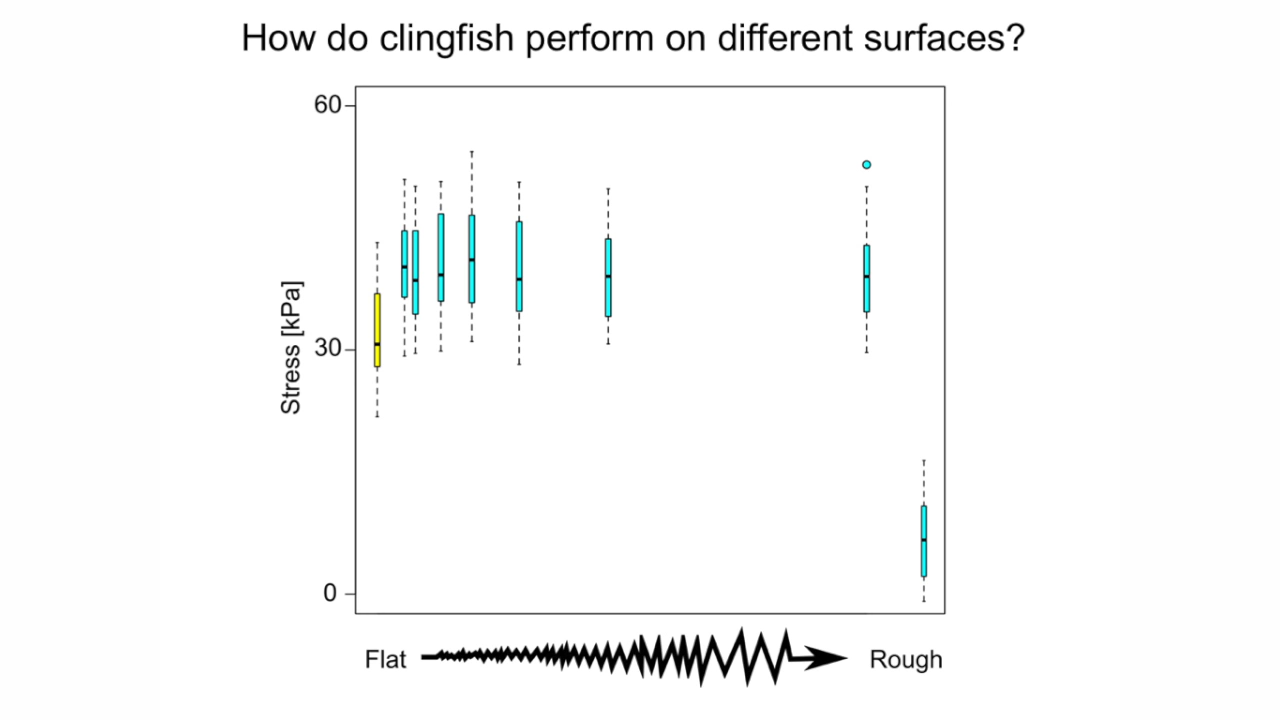 How do clingfish perform on different surfaces?
60
30
0
Stress [kPa]
Flat
Rough